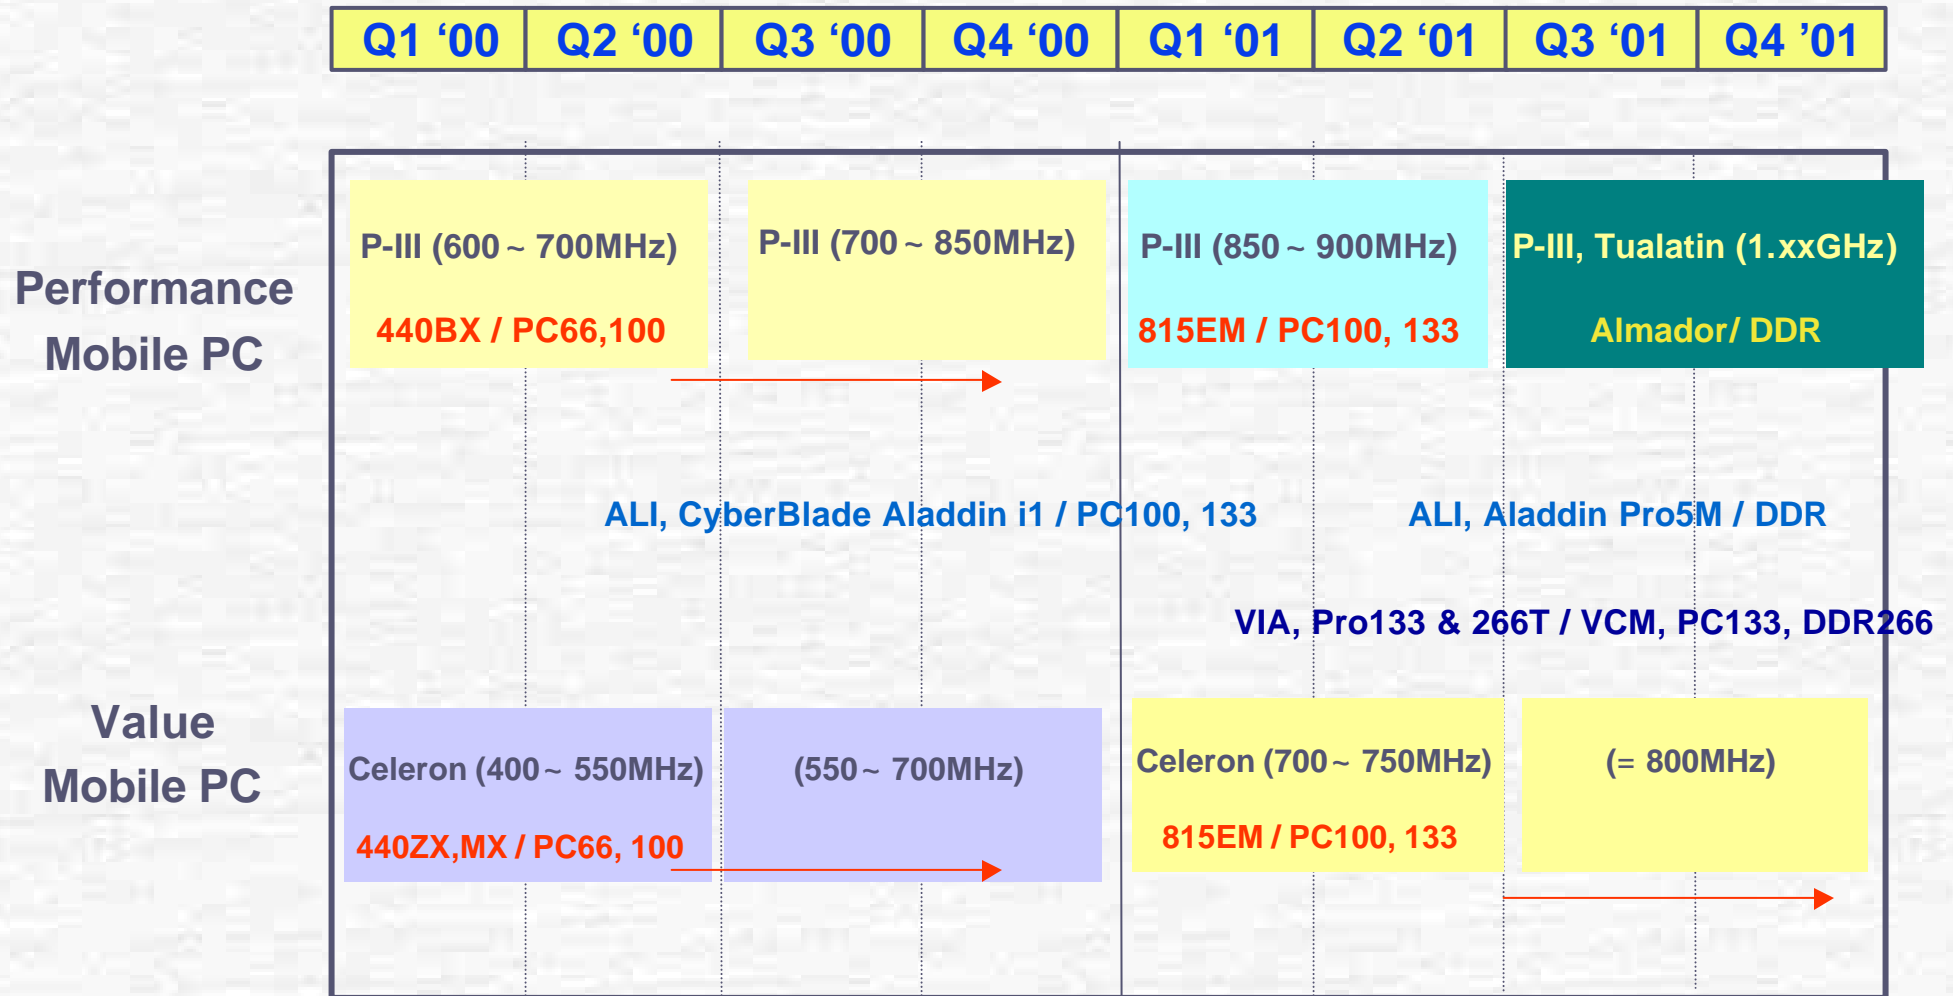 Q1 ‘00 Q2 ‘00 Q3 ‘00 Q4 ‘00 Q1 ‘01 Q2 ‘01 Q3 ‘01 Q4 ’01
Performance
Mobile PC
P-III (600 ~ 700MHz)
440BX / PC66,100
P-III (700 ~ 850MHz)
P-III (850 ~ 900MHz)
815EM / PC100, 133
P-III, Tualatin (1.xxGHz)
Almador/ DDR
ALI, CyberBlade Aladdin i1 / PC100, 133
ALI, Aladdin Pro5M / DDR
VIA, Pro133 & 266T / VCM, PC133, DDR266
Value
Mobile PC
Celeron (400 ~ 550MHz)
440ZX,MX / PC66, 100
(550 ~ 700MHz)
Celeron (700 ~ 750MHz)
815EM / PC100, 133
(= 800MHz)